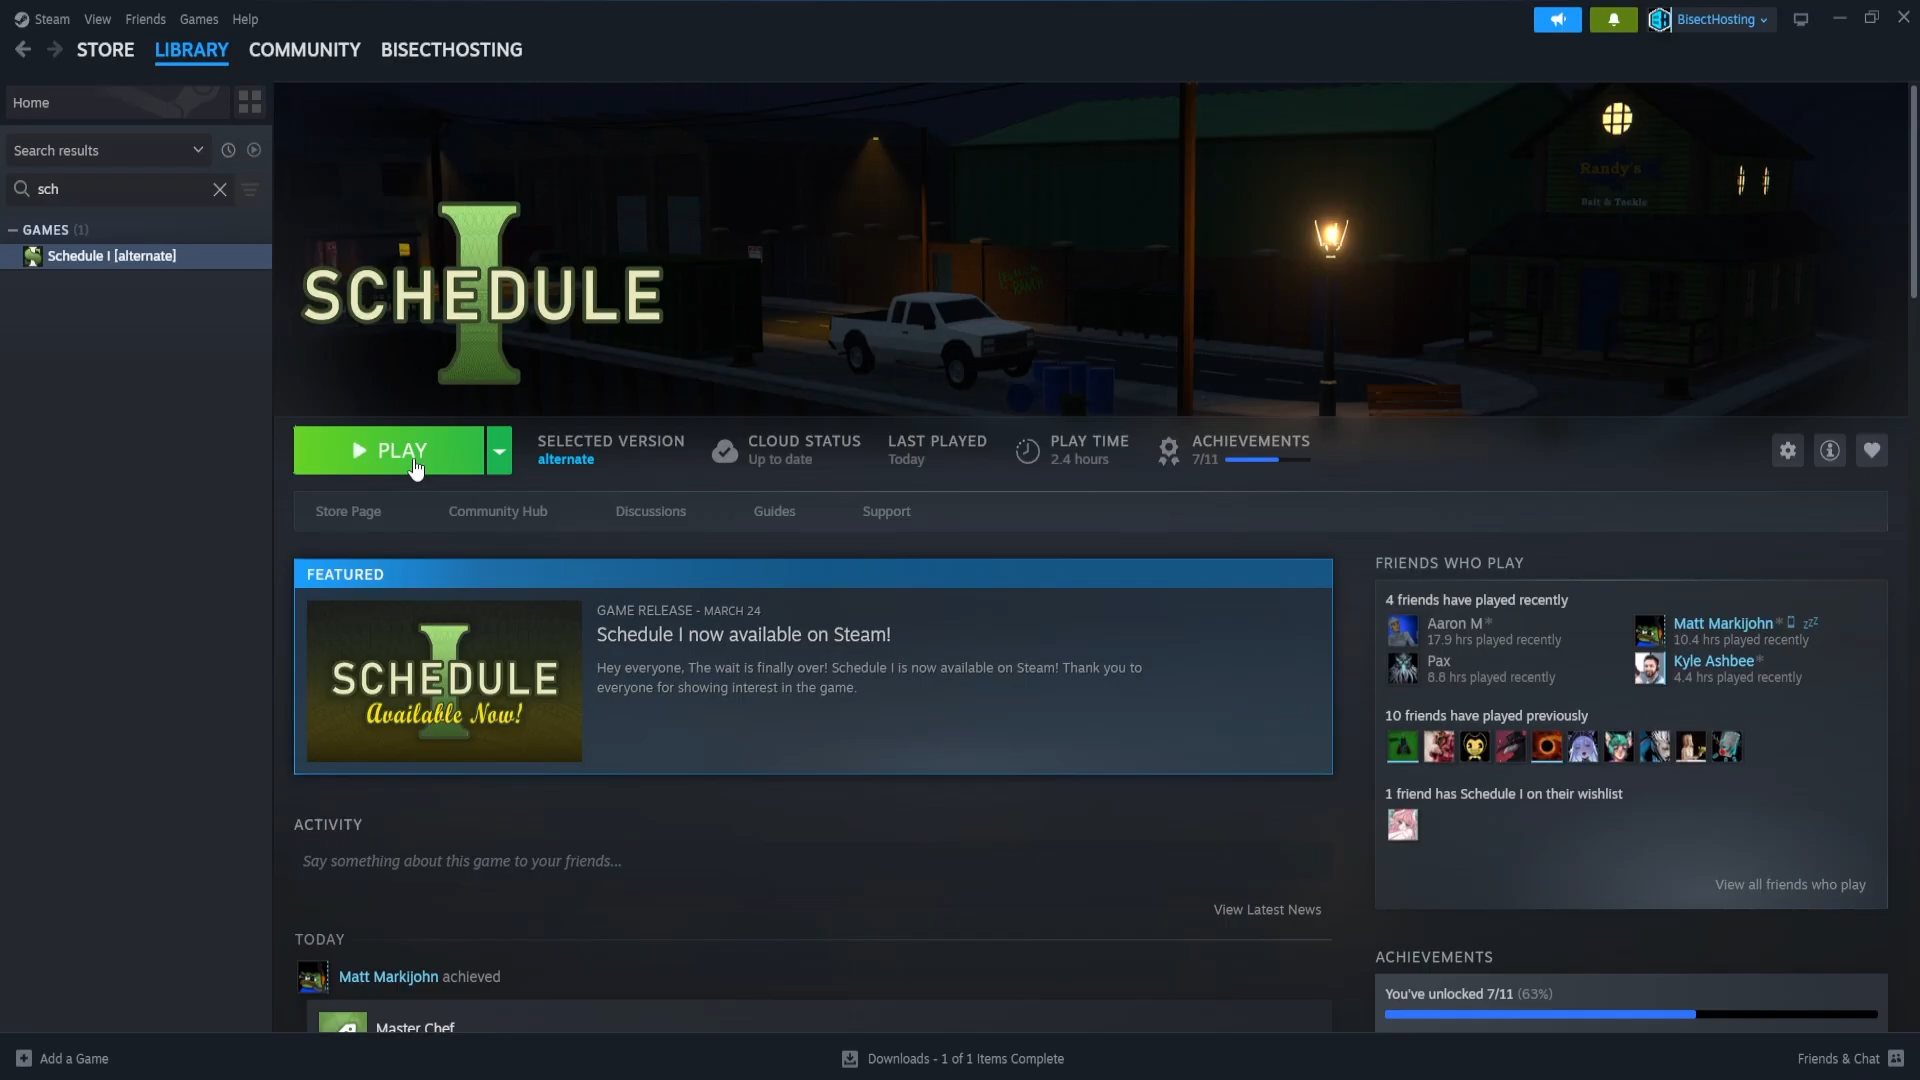 Steam View Friends Games Help
BisectHosting
STORE LIBRARY COMMUNITY BISECTHOSTING
Home
Search results
sch
GAMES (1)
Schedule I [alternate]
Randy's
Bait & Tackle
SCHEDULE I
PLAY
SELECTED VERSION
alternate
CLOUD STATUS
Up to date
LAST PLAYED
Today
PLAY TIME
2.4 hours
ACHIEVEMENTS
7/11
Store Page Community Hub Discussions Guides Support
FEATURED
SCHEDULE I
Available Now!
GAME RELEASE - MARCH 24
Schedule I now available on Steam!
Hey everyone, The wait is finally over! Schedule I is now available on Steam! Thank you to
everyone for showing interest in the game.
ACTIVITY
Say something about this game to your friends...
View Latest News
TODAY
Matt Markijohn achieved
Master Chef
FRIENDS WHO PLAY
4 friends have played recently
Aaron M*
17.9 hrs played recently
Matt Markijohn* zzz
10.4 hrs played recently
Pax
8.8 hrs played recently
Kyle Ashbee*
4.4 hrs played recently
10 friends have played previously
1 friend has Schedule I on their wishlist
View all friends who play
ACHIEVEMENTS
You've unlocked 7/11 (63%)
Add a Game
Downloads - 1 of 1 Items Complete
Friends & Chat